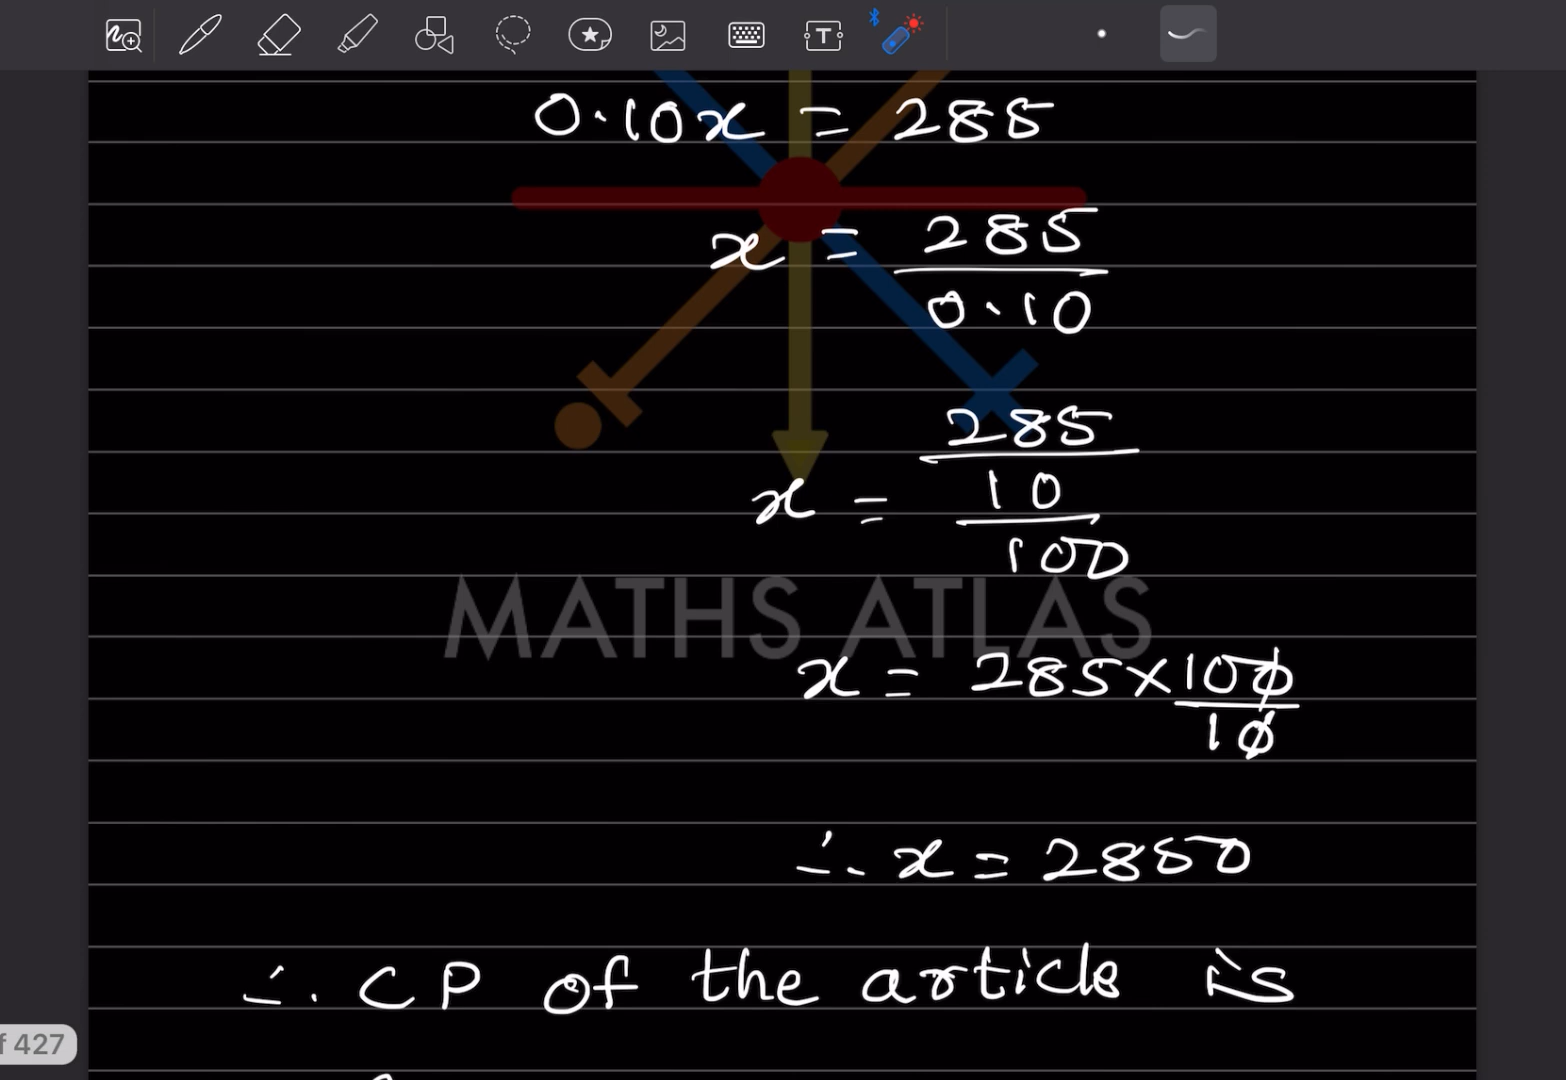 T
0.10x = 285
x = 285/0.10
x = 285/10/100
MATHS ATLAS
x = 285 × 100/10
∴ x = 2850
∴ CP of the article is
f 427